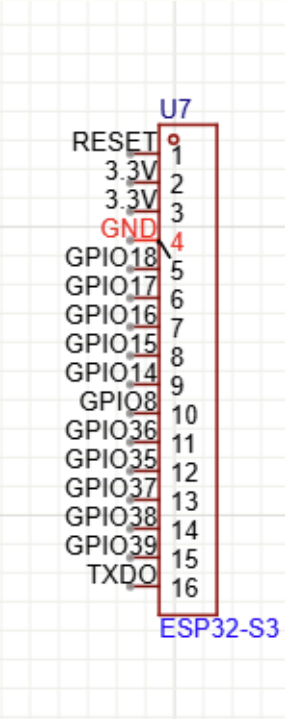 U7
RESET 1
3.3V 2
3.3V 3
GND 4
GPIO18 5
GPIO17 6
GPIO16 7
GPIO15 8
GPIO14 9
GPIO8 10
GPIO36 11
GPIO35 12
GPIO37 13
GPIO38 14
GPIO39 15
TXDO 16
ESP32-S3